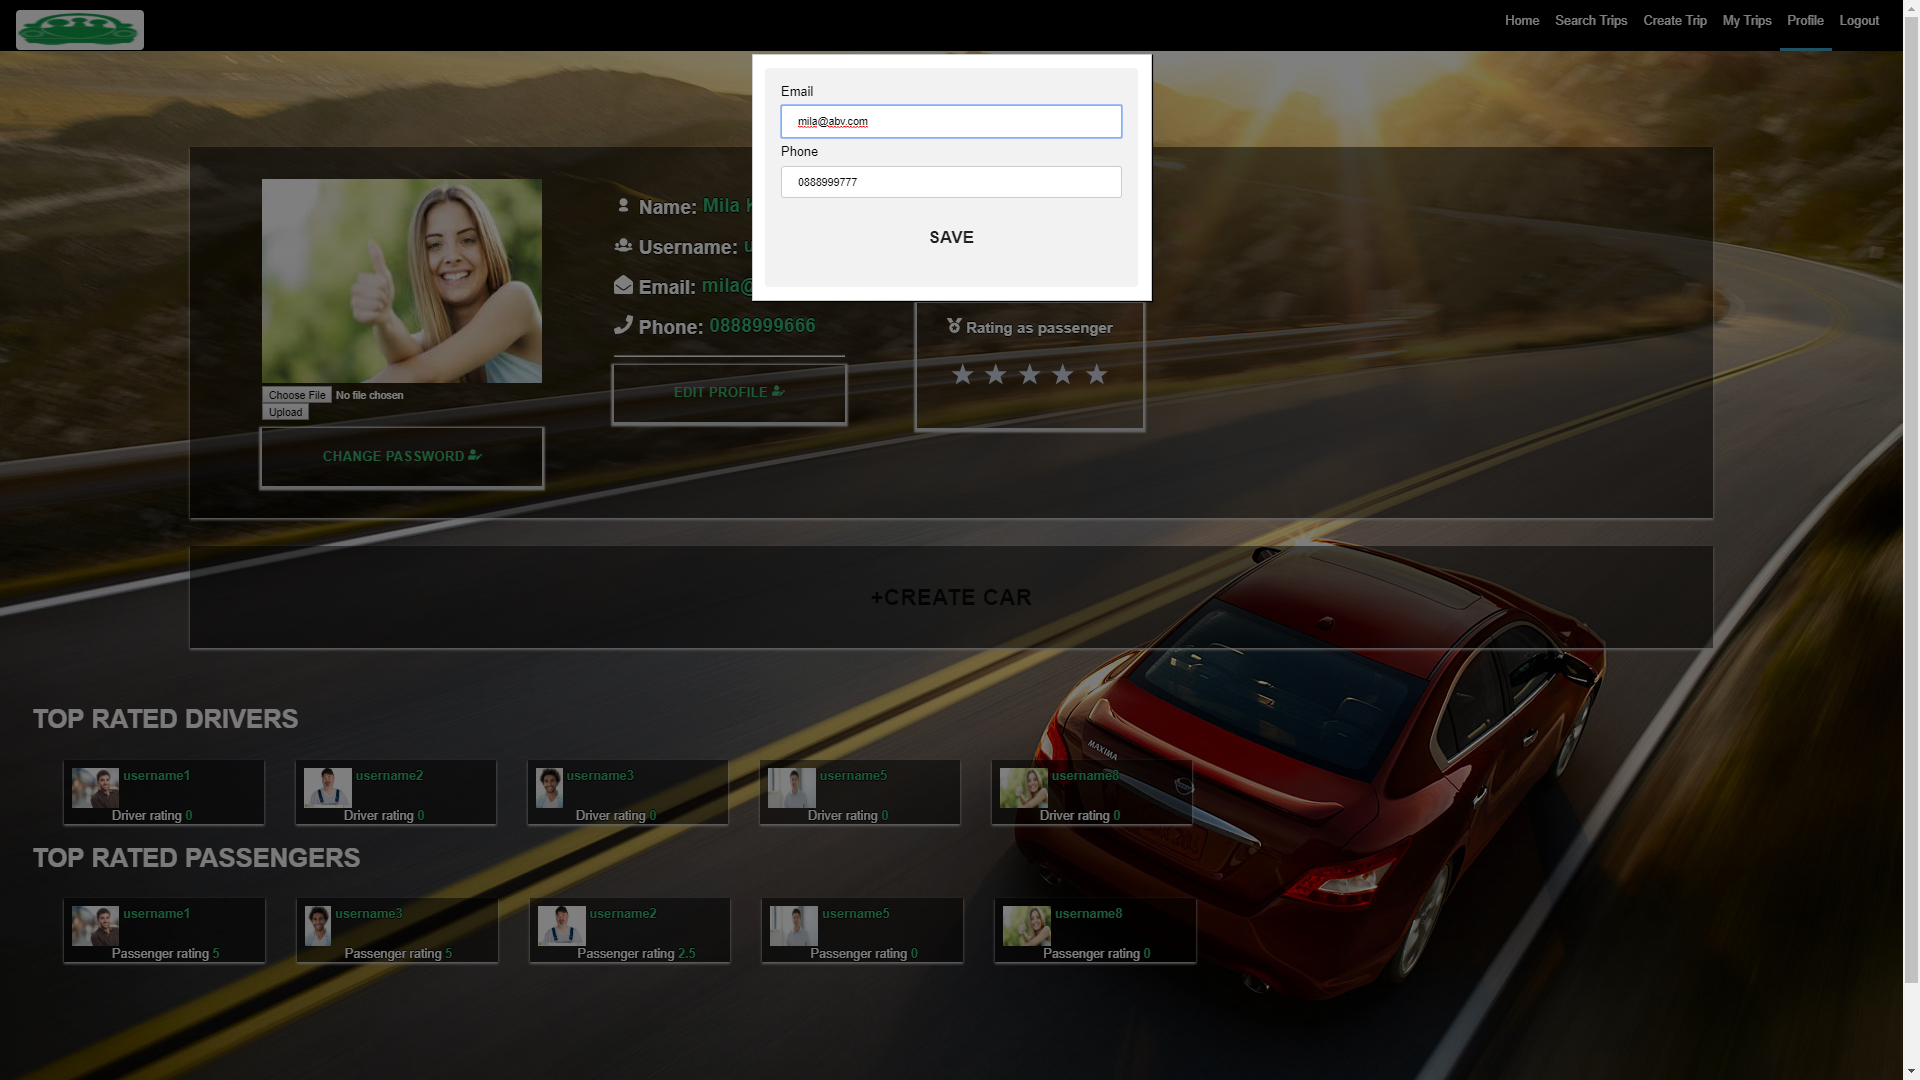 Home Search Trips Create Trip My Trips Profile Logout
Email
mila@abv.com
Phone
0888999777
SAVE
Name: Mila
Username:
Email: mila@
Phone: 0888999666
EDIT PROFILE
Rating as passenger
Choose File No file chosen
Upload
CHANGE PASSWORD
+CREATE CAR
MAXIMA
TOP RATED DRIVERS
username1
Driver rating 0
username2
Driver rating 0
username3
Driver rating 0
username5
Driver rating 0
username8
Driver rating 0
TOP RATED PASSENGERS
username1
Passenger rating 5
username3
Passenger rating 5
username2
Passenger rating 2.5
username5
Passenger rating 0
username8
Passenger rating 0